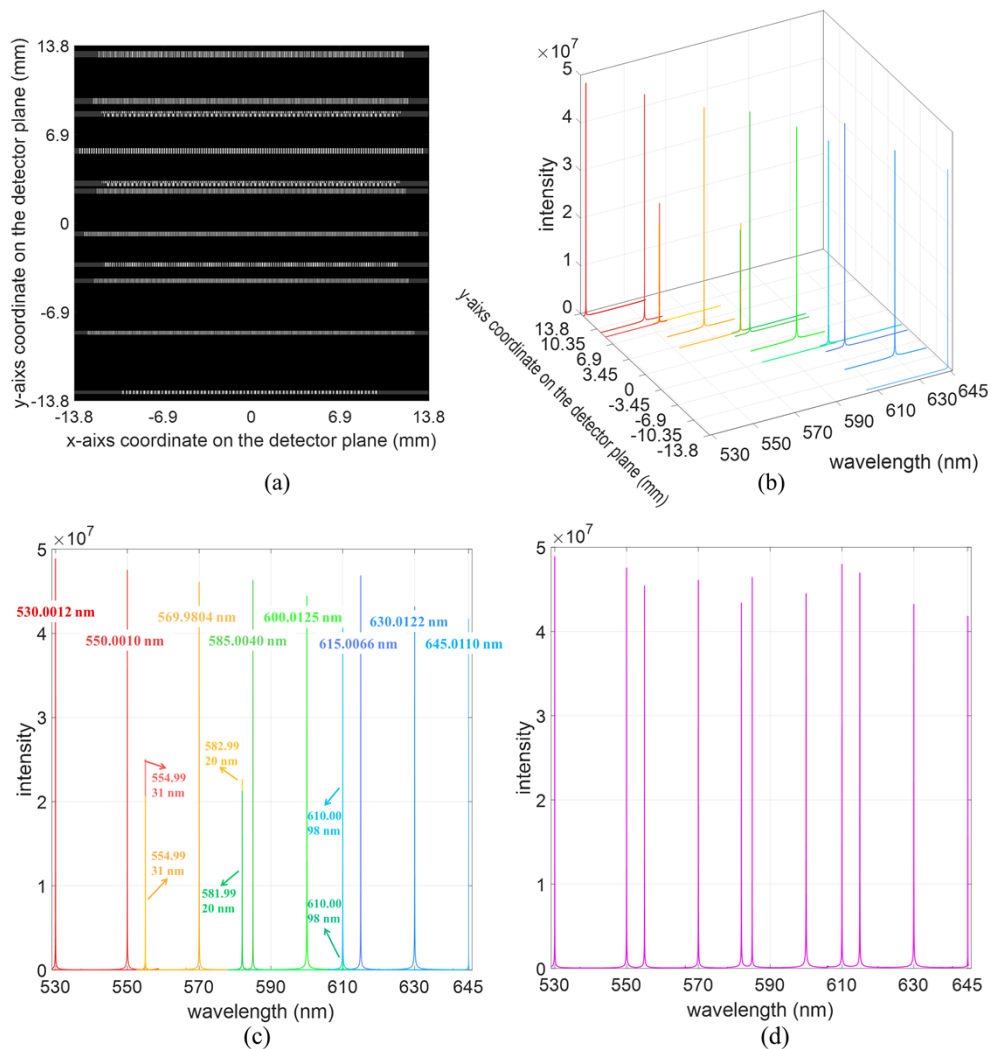 13.8
6.9
0
-6.9
-13.8
y-aixs coordinate on the detector plane (mm)
-13.8 -6.9 0 6.9 13.8
x-aixs coordinate on the detector plane (mm)
(a)
×10⁷
5
4
3
2
1
0
intensity
13.8
10.35
6.9
3.45
0
-3.45
-6.9
-10.35
-13.8
y-aixs coordinate on the detector plane (mm)
530 550 570 590 610 630 645
wavelength (nm)
(b)
×10⁷
5
4
3
2
1
0
intensity
530.0012 nm
550.0010 nm
569.9804 nm
585.0040 nm
600.0125 nm
615.0066 nm
630.0122 nm
645.0110 nm
554.99
31 nm
554.99
31 nm
582.99
20 nm
581.99
20 nm
610.00
98 nm
610.00
98 nm
530 550 570 590 610 630 645
wavelength (nm)
(c)
×10⁷
5
4
3
2
1
0
intensity
530 550 570 590 610 630 645
wavelength (nm)
(d)